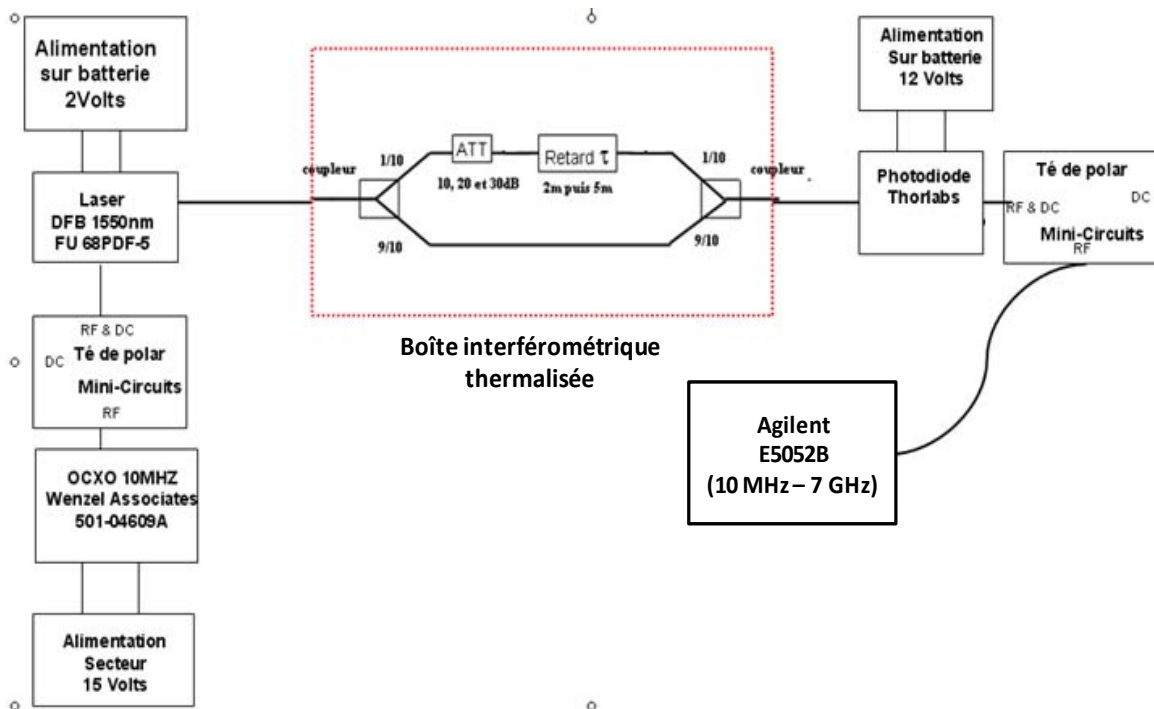 Alimentation
sur batterie
2Volts
Laser
DFB 1550nm
FU 68PDF-5
RF & DC
DC Té de polar
Mini-Circuits
RF
OCXO 10MHZ
Wenzel Associates
501-04609A
Alimentation
Secteur
15 Volts
coupleur
1/10
ATT
10, 20 et 30dB
Retard τ
2m puis 5m
1/10
coupleur
9/10
9/10
Boîte interférométrique
thermalisée
Alimentation
Sur batterie
12 Volts
Photodiode
Thorlabs
Té de polar
RF & DC
DC
Mini-Circuits
RF
Agilent
E5052B
(10 MHz – 7 GHz)